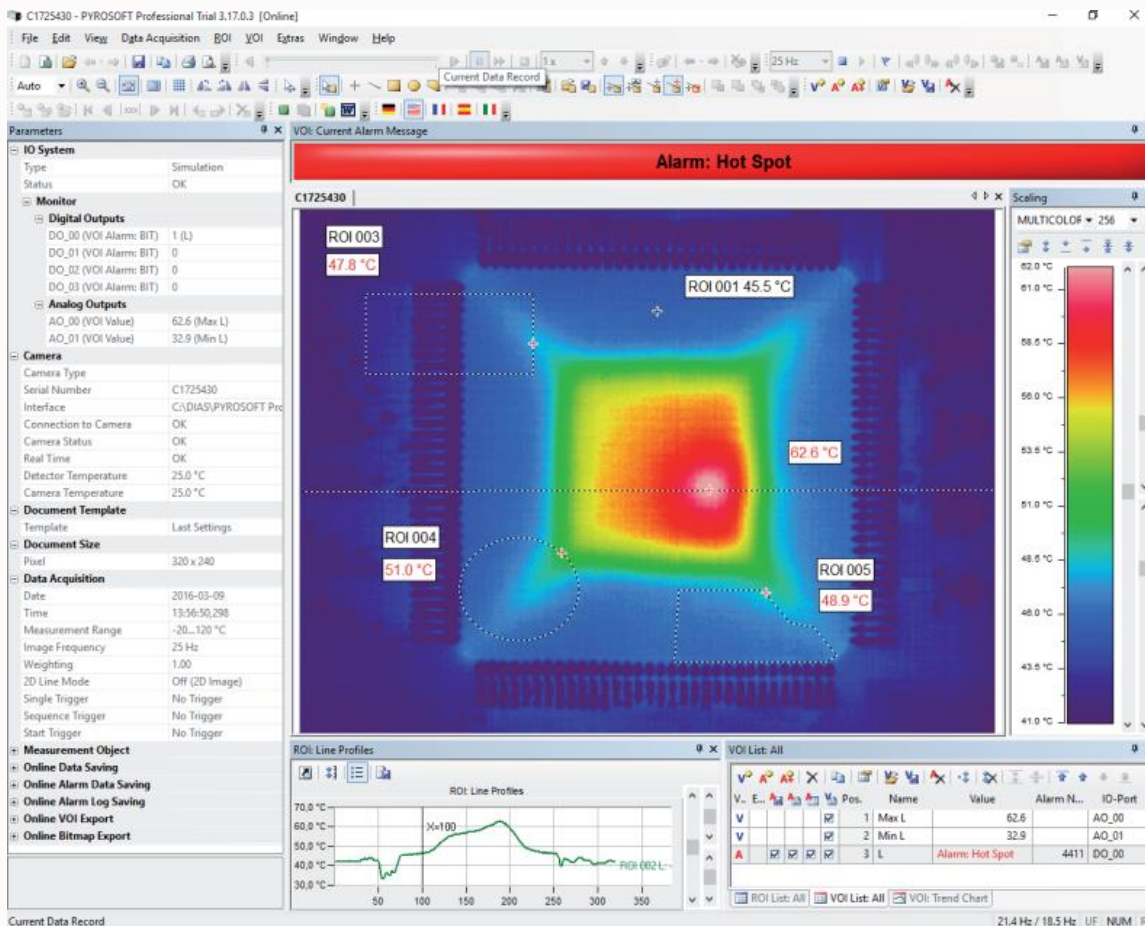 C1725430 - PYROSOFT Professional Trial 3.17.0.3 [Online]
File Edit View Data Acquisition ROI VOI Extras Window Help
1 x 25 Hz
Auto Current Data Record
Parameters
IO System
Type Simulation
Status OK
Monitor
Digital Outputs
DO_00 (VOI Alarm: BIT) 1 (L)
DO_01 (VOI Alarm: BIT) 0
DO_02 (VOI Alarm: BIT) 0
DO_03 (VOI Alarm: BIT) 0
Analog Outputs
AO_00 (VOI Value) 62.6 (Max L)
AO_01 (VOI Value) 32.9 (Min L)
Camera
Camera Type
Serial Number C1725430
Interface C:\DIAS\PYROSOFT Pro
Connection to Camera OK
Camera Status OK
Real Time OK
Detector Temperature 25.0 °C
Camera Temperature 25.0 °C
Document Template
Template Last Settings
Document Size
Pixel 320 x 240
Data Acquisition
Date 2016-03-09
Time 13:56:50,298
Measurement Range -20...120 °C
Image Frequency 25 Hz
Weighting 1.00
2D Line Mode Off (2D Image)
Single Trigger No Trigger
Sequence Trigger No Trigger
Start Trigger No Trigger
Measurement Object
Online Data Saving
Online Alarm Data Saving
Online Alarm Log Saving
Online VOI Export
Online Bitmap Export
VOI: Current Alarm Message
Alarm: Hot Spot
C1725430
ROI 003
47.8 °C
ROI 001 45.5 °C
62.6 °C
ROI 004
51.0 °C
ROI 005
48.9 °C
Scaling
MULTICOLOR 256
62.0 °C
61.0 °C
58.5 °C
56.0 °C
53.5 °C
51.0 °C
48.5 °C
46.0 °C
43.5 °C
41.0 °C
ROI: Line Profiles
ROI: Line Profiles
70,0 °C
60,0 °C
50,0 °C
40,0 °C
30,0 °C
X=100
ROI 002 L:
50 100 150 200 250 300 350
VOI List: All
V.. E... Pos. Name Value Alarm N... IO-Port
V 1 Max L 62.6 AO_00
V 2 Min L 32.9 AO_01
A 3 L Alarm: Hot Spot 4411 DO_00
ROI List: All VOI List: All VOI: Trend Chart
Current Data Record 21.4 Hz / 18.5 Hz UF NUM